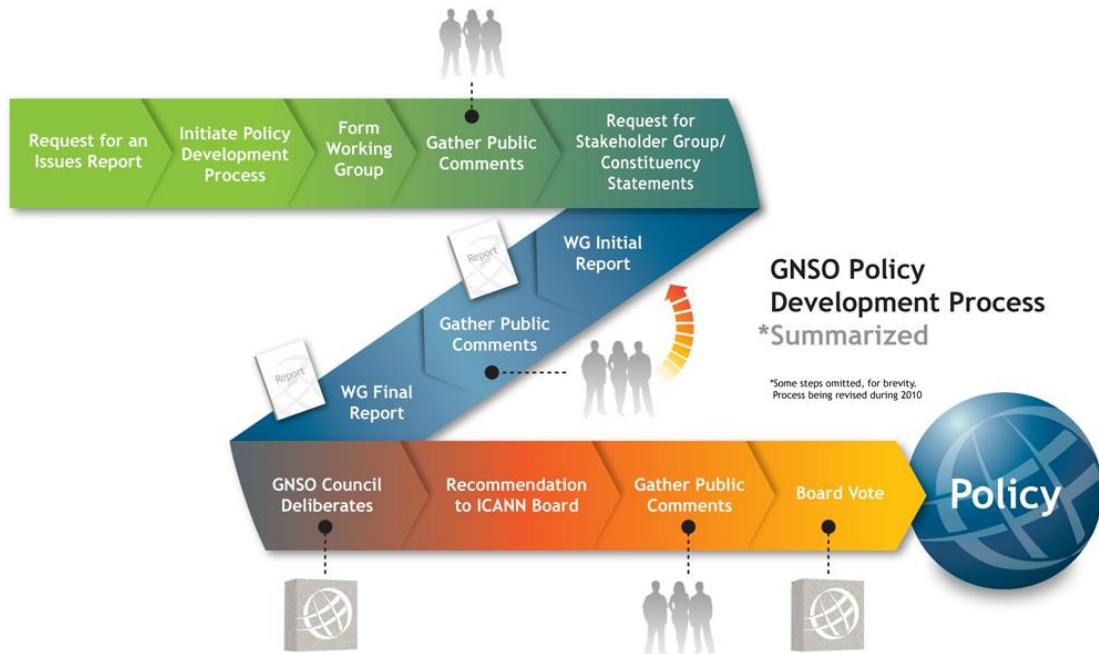 Request for an
Issues Report
Initiate Policy
Development
Process
Form
Working
Group
Gather Public
Comments
Request for
Stakeholder Group/
Constituency
Statements
WG Initial
Report
Report
Gather Public
Comments
Report
WG Final
Report
GNSO Policy
Development Process
*Summarized
*Some steps omitted, for brevity.
Process being revised during 2010
GNSO Council
Deliberates
Recommendation
to ICANN Board
Gather Public
Comments
Board Vote
Policy